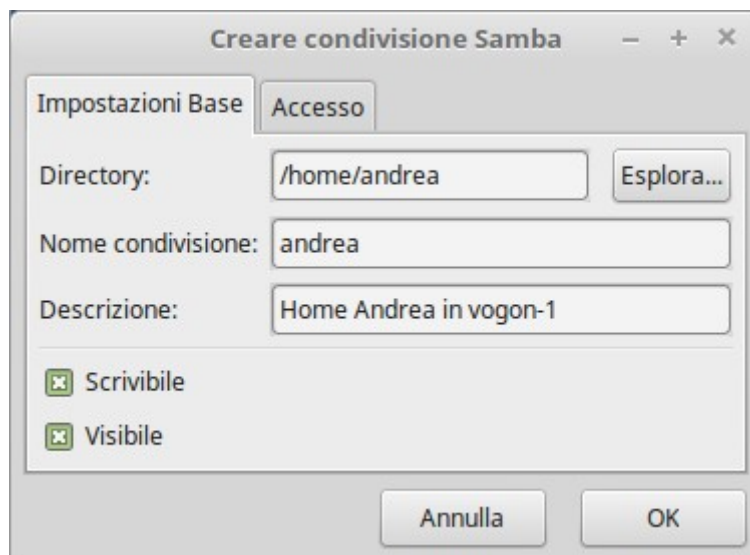 Creare condivisione Samba
Impostazioni Base Accesso
Directory: /home/andrea Esplora...
Nome condivisione: andrea
Descrizione: Home Andrea in vogon-1
Scrivibile
Visibile
Annulla OK